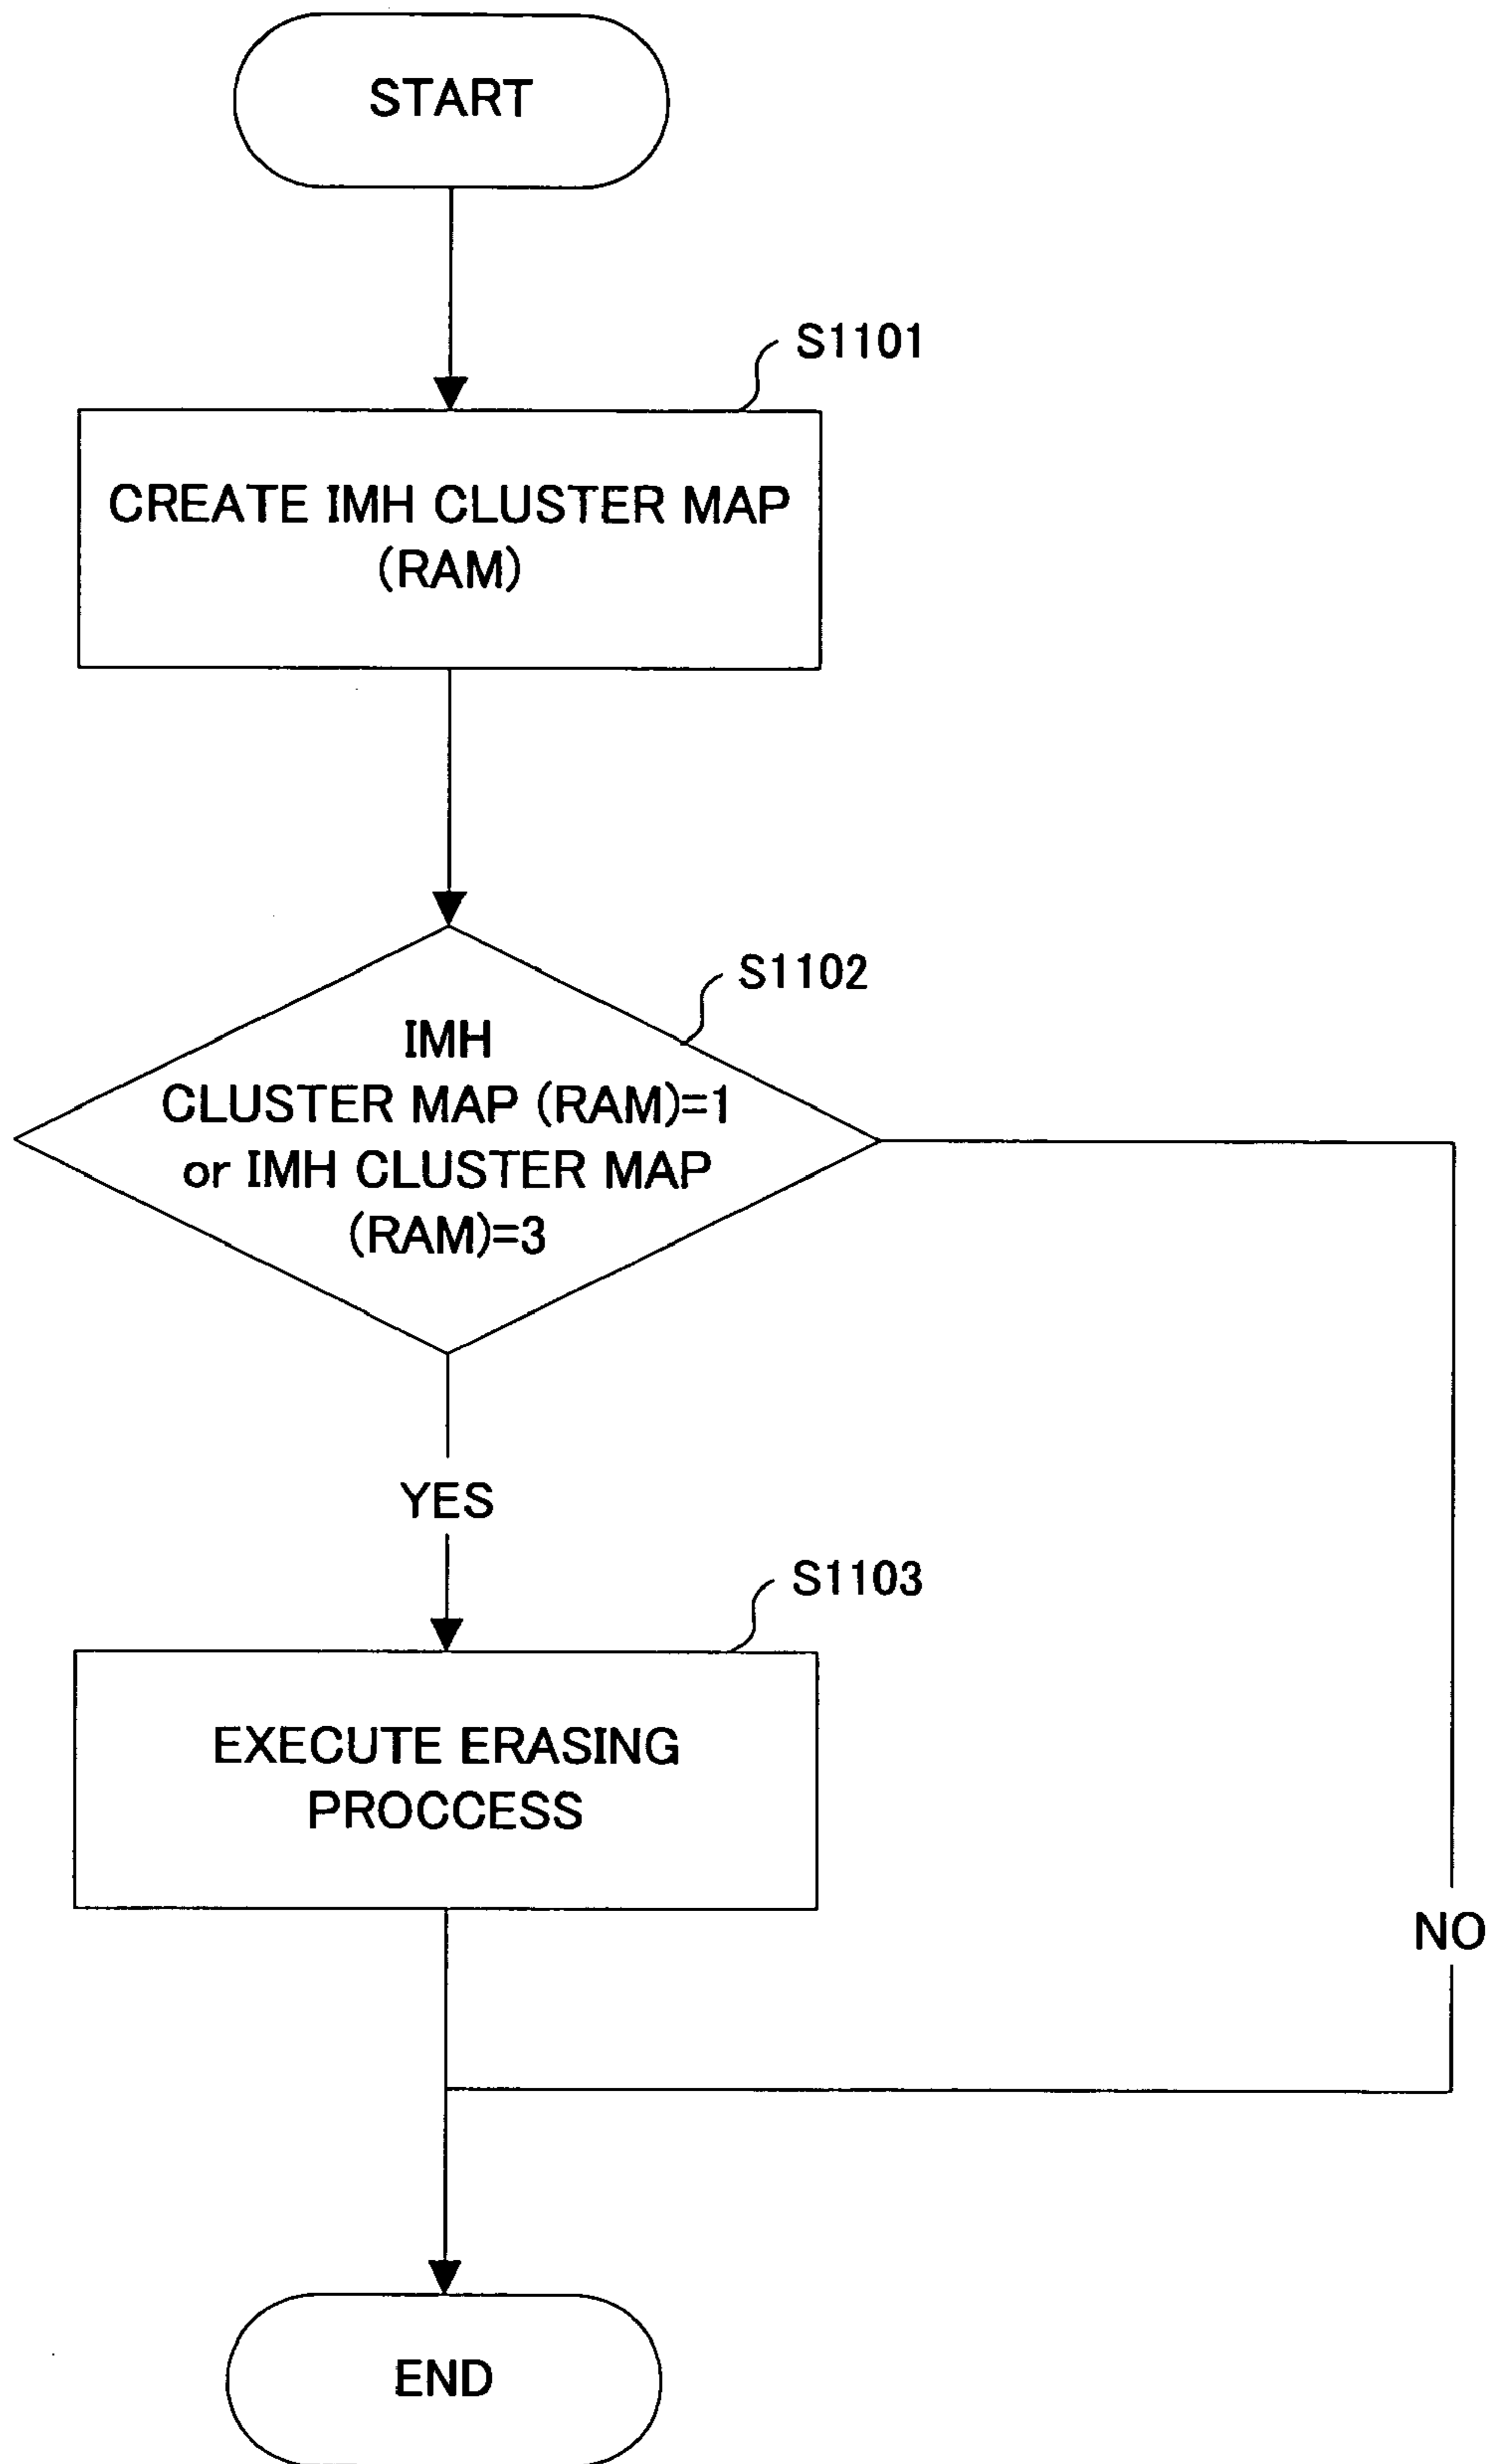 START
S1101
CREATE IMH CLUSTER MAP
(RAM)
S1102
IMH
CLUSTER MAP (RAM)=1
or IMH CLUSTER MAP
(RAM)=3
YES
S1103
EXECUTE ERASING
PROCCESS
NO
END